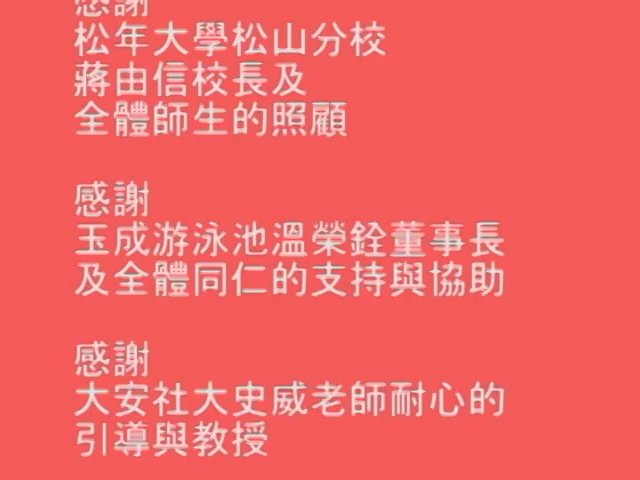 感謝
松年大學松山分校
蔣由信校長及
全體師生的照顧
感謝
玉成游泳池溫榮銓董事長
及全體同仁的支持與協助
感謝
大安社大史威老師耐心的
引導與教授